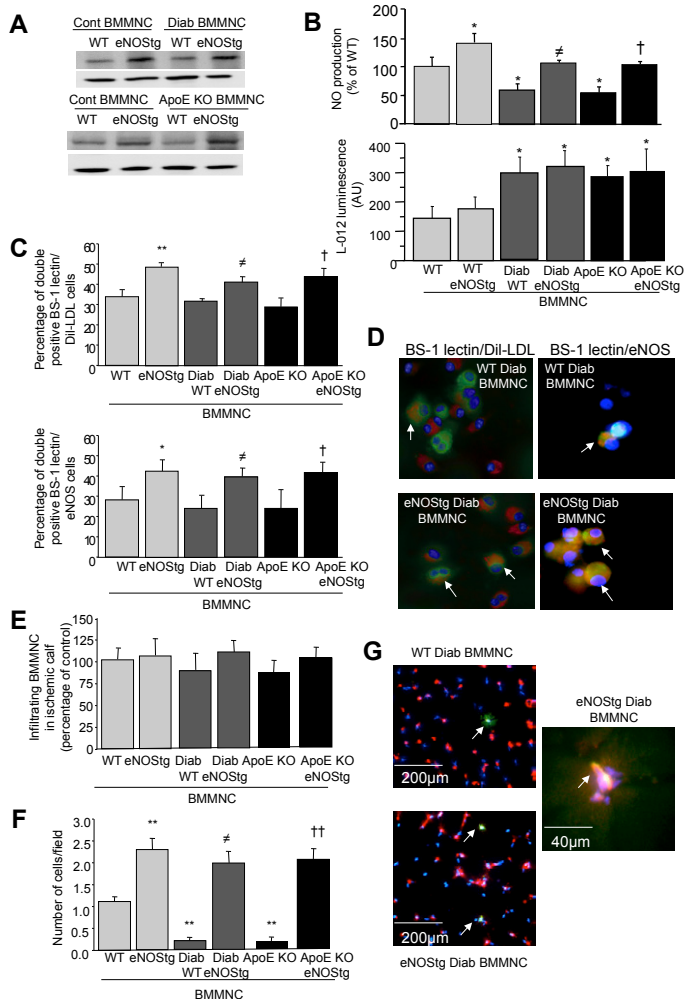 A
Cont BMMNC Diab BMMNC
WT eNOStg WT eNOStg
Cont BMMNC ApoE KO BMMNC
WT eNOStg WT eNOStg
B
NO production
(% of WT)
150
100
50
0
* * ≠ * †
L-012 luminescence
(AU)
400
300
200
100
0
* * * *
WT
WT
eNOStg
Diab
WT
Diab
eNOStg
ApoE KO
ApoE KO
eNOStg
BMMNC
C
Percentage of double
positive BS-1 lectin/
Dil-LDL cells
60
50
40
30
20
10
0
** ≠ †
WT
eNOStg
Diab
WT
Diab
eNOStg
ApoE KO
ApoE KO
eNOStg
BMMNC
Percentage of double
positive BS-1 lectin/
eNOS cells
60
50
40
30
20
10
0
* ≠ †
WT
eNOStg
Diab
WT
Diab
eNOStg
ApoE KO
ApoE KO
eNOStg
BMMNC
D
BS-1 lectin/Dil-LDL BS-1 lectin/eNOS
WT Diab
BMMNC
WT Diab
BMMNC
eNOStg Diab
BMMNC
eNOStg Diab
BMMNC
E
Infiltrating BMMNC
in ischemic calf
(percentage of control)
150
125
100
75
50
25
0
WT
eNOStg
Diab
WT
Diab
eNOStg
ApoE KO
ApoE KO
eNOStg
BMMNC
F
Number of cells/field
3.0
2.5
2.0
1.5
1.0
0.5
0.0
** ** ≠ ** ††
WT
eNOStg
Diab
WT
Diab
eNOStg
ApoE KO
ApoE KO
eNOStg
BMMNC
G
WT Diab BMMNC
200µm
eNOStg Diab
BMMNC
40µm
200µm
eNOStg Diab BMMNC